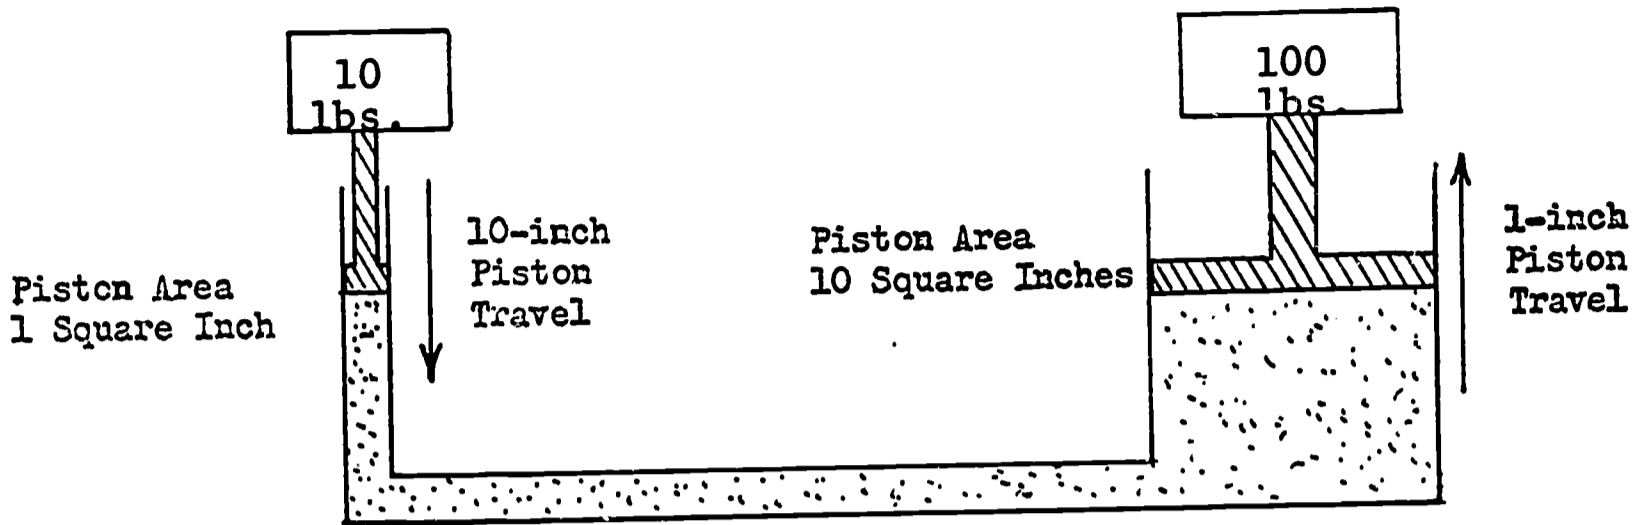 10
lbs.
100
lbs.
10-inch
Piston
Travel
Piston Area
10 Square Inches
1-inch
Piston
Travel
Piston Area
1 Square Inch